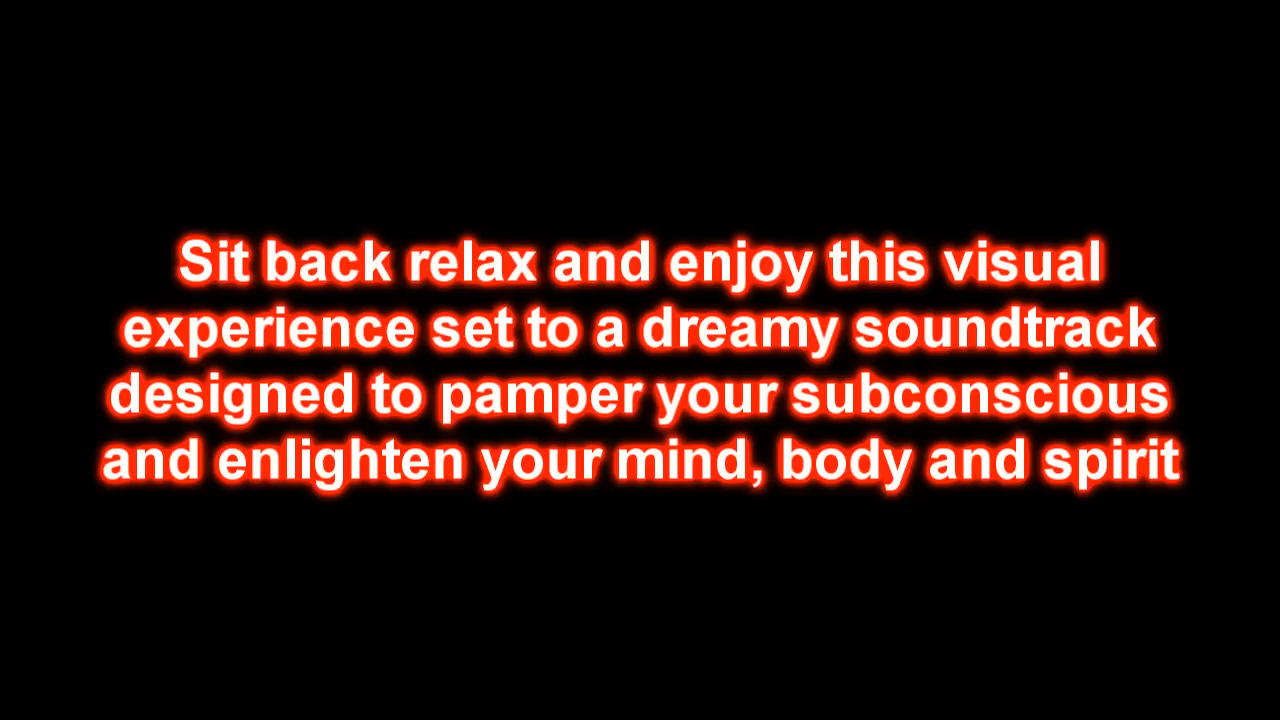 Sit back relax and enjoy this visual
experience set to a dreamy soundtrack
designed to pamper your subconscious
and enlighten your mind, body and spirit